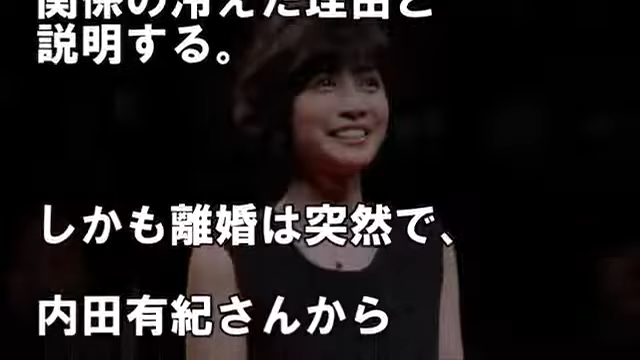 関係の冷えた理由と
説明する。
しかも離婚は突然で、
内田有紀さんから